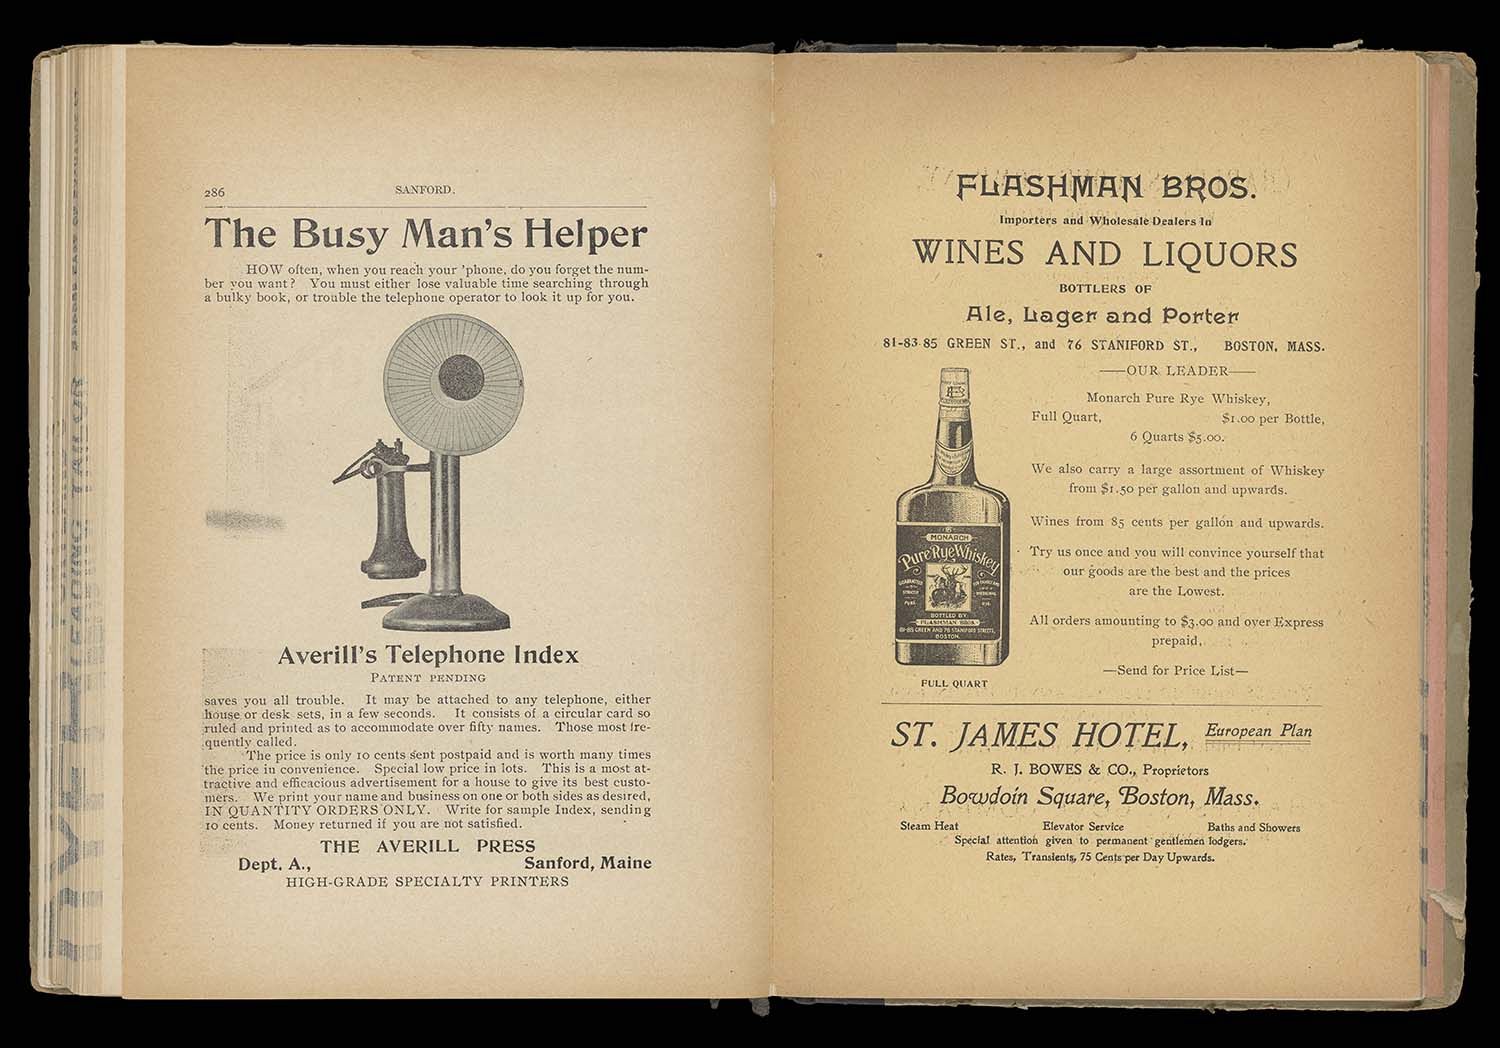 286
SANFORD.
The Busy Man's Helper
HOW often, when you reach your 'phone, do you forget the num-
ber you want? You must either lose valuable time searching through
a bulky book, or trouble the telephone operator to look it up for you.
Averill's Telephone Index
PATENT PENDING
saves you all trouble. It may be attached to any telephone, either
house or desk sets, in a few seconds. It consists of a circular card so
ruled and printed as to accommodate over fifty names. Those most fre-
quently called.
The price is only 10 cents sent postpaid and is worth many times
the price in convenience. Special low price in lots. This is a most at-
tractive and efficacious advertisement for a house to give its best custo-
mers. We print your name and business on one or both sides as desired,
IN QUANTITY ORDERS ONLY. Write for sample Index, sending
10 cents. Money returned if you are not satisfied.
THE AVERILL PRESS
Dept. A., Sanford, Maine
HIGH-GRADE SPECIALTY PRINTERS
FLASHMAN BROS.
Importers and Wholesale Dealers In
WINES AND LIQUORS
BOTTLERS OF
Ale, Lager and Porter
81-83-85 GREEN ST., and 76 STANIFORD ST., BOSTON, MASS.
—OUR LEADER—
Monarch Pure Rye Whiskey,
Full Quart, $1.00 per Bottle,
6 Quarts $5.00.
We also carry a large assortment of Whiskey
from $1.50 per gallon and upwards.
Wines from 85 cents per gallon and upwards.
Try us once and you will convince yourself that
our goods are the best and the prices
are the Lowest.
All orders amounting to $3.00 and over Express
prepaid.
—Send for Price List—
MONARCH
Pure Rye Whiskey
GUARANTEED
STRICTLY
PURE
FOR FAMILY AND
MEDICINAL
USE
BOTTLED BY
FLASHMAN BROS.
81-85 GREEN AND 76 STANIFORD STREETS,
BOSTON.
FULL QUART
ST. JAMES HOTEL, European Plan
R. J. BOWES & CO., Proprietors
Bowdoin Square, Boston, Mass.
Steam Heat Elevator Service Baths and Showers
Special attention given to permanent gentlemen lodgers.
Rates, Transients, 75 Cents per Day Upwards.